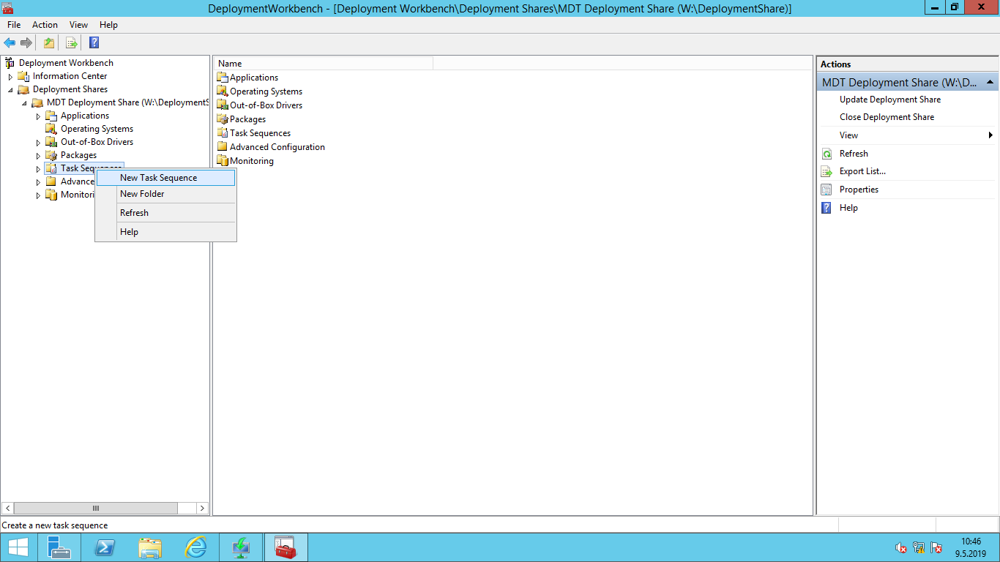 DeploymentWorkbench - [Deployment Workbench\Deployment Shares\MDT Deployment Share (W:\DeploymentShare)]
File Action View Help
Deployment Workbench
Information Center
Deployment Shares
MDT Deployment Share (W:\DeploymentS
Applications
Operating Systems
Out-of-Box Drivers
Packages
Task Sequences
Advance
Monitori
New Task Sequence
New Folder
Refresh
Help
Name
Applications
Operating Systems
Out-of-Box Drivers
Packages
Task Sequences
Advanced Configuration
Monitoring
Actions
MDT Deployment Share (W:\D...
Update Deployment Share
Close Deployment Share
View
Refresh
Export List...
Properties
Help
Create a new task sequence
10:46
9.5.2019